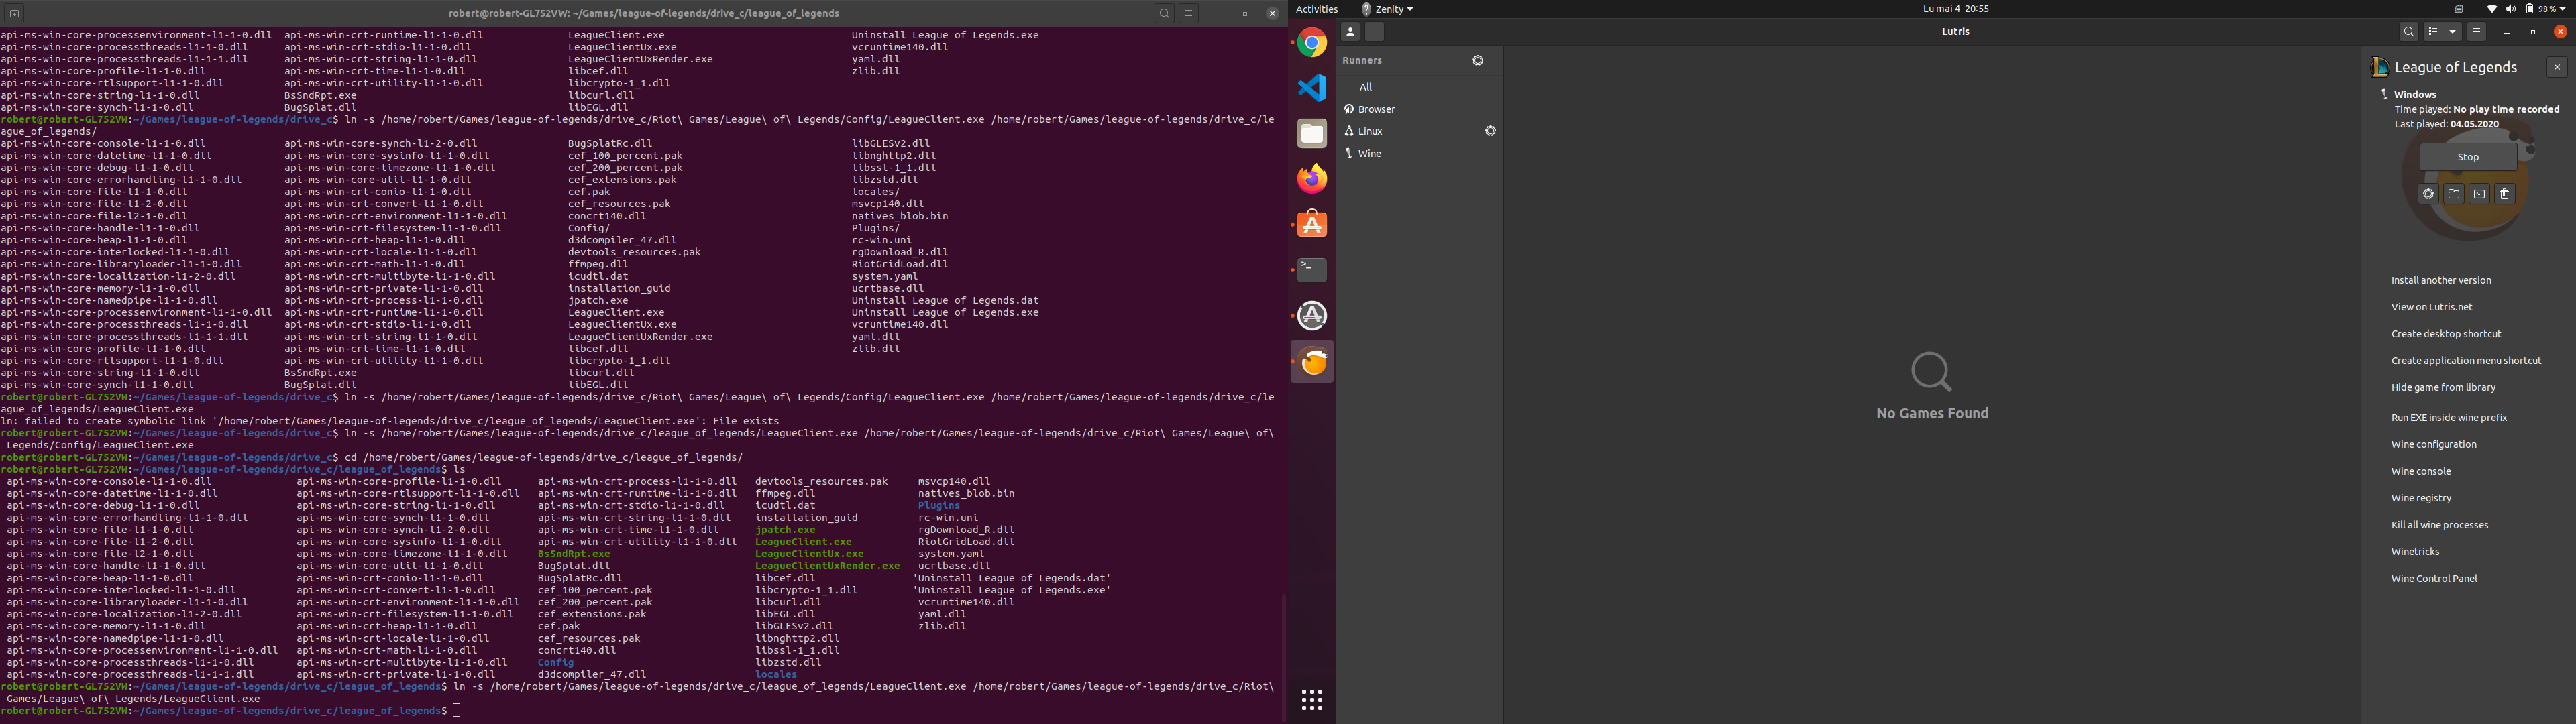 robert@robert-GL752VW: ~/Games/league-of-legends/drive_c/league_of_legends
api-ms-win-core-processenvironment-l1-1-0.dll api-ms-win-crt-runtime-l1-1-0.dll LeagueClient.exe Uninstall League of Legends.exe
api-ms-win-core-processthreads-l1-1-0.dll api-ms-win-crt-stdio-l1-1-0.dll LeagueClientUx.exe vcruntime140.dll
api-ms-win-core-processthreads-l1-1-1.dll api-ms-win-crt-string-l1-1-0.dll LeagueClientUxRender.exe yaml.dll
api-ms-win-core-profile-l1-1-0.dll api-ms-win-crt-time-l1-1-0.dll libcef.dll zlib.dll
api-ms-win-core-rtlsupport-l1-1-0.dll api-ms-win-crt-utility-l1-1-0.dll libcrypto-1_1.dll
api-ms-win-core-string-l1-1-0.dll BsSndRpt.exe libcurl.dll
api-ms-win-core-synch-l1-1-0.dll BugSplat.dll libEGL.dll
robert@robert-GL752VW:~/Games/league-of-legends/drive_c$ ln -s /home/robert/Games/league-of-legends/drive_c/Riot\ Games/League\ of\ Legends/Config/LeagueClient.exe /home/robert/Games/league-of-legends/drive_c/le
ague_of_legends/
api-ms-win-core-console-l1-1-0.dll api-ms-win-core-synch-l1-2-0.dll BugSplatRc.dll libGLESv2.dll
api-ms-win-core-datetime-l1-1-0.dll api-ms-win-core-sysinfo-l1-1-0.dll cef_100_percent.pak libnghttp2.dll
api-ms-win-core-debug-l1-1-0.dll api-ms-win-core-timezone-l1-1-0.dll cef_200_percent.pak libssl-1_1.dll
api-ms-win-core-errorhandling-l1-1-0.dll api-ms-win-core-util-l1-1-0.dll cef_extensions.pak libzstd.dll
api-ms-win-core-file-l1-1-0.dll api-ms-win-crt-conio-l1-1-0.dll cef.pak locales/
api-ms-win-core-file-l1-2-0.dll api-ms-win-crt-convert-l1-1-0.dll cef_resources.pak msvcp140.dll
api-ms-win-core-file-l2-1-0.dll api-ms-win-crt-environment-l1-1-0.dll concrt140.dll natives_blob.bin
api-ms-win-core-handle-l1-1-0.dll api-ms-win-crt-filesystem-l1-1-0.dll Config/ Plugins/
api-ms-win-core-heap-l1-1-0.dll api-ms-win-crt-heap-l1-1-0.dll d3dcompiler_47.dll rc-win.uni
api-ms-win-core-interlocked-l1-1-0.dll api-ms-win-crt-locale-l1-1-0.dll devtools_resources.pak rgDownload_R.dll
api-ms-win-core-libraryloader-l1-1-0.dll api-ms-win-crt-math-l1-1-0.dll ffmpeg.dll RiotGridLoad.dll
api-ms-win-core-localization-l1-2-0.dll api-ms-win-crt-multibyte-l1-1-0.dll icudtl.dat system.yaml
api-ms-win-core-memory-l1-1-0.dll api-ms-win-crt-private-l1-1-0.dll installation_guid ucrtbase.dll
api-ms-win-core-namedpipe-l1-1-0.dll api-ms-win-crt-process-l1-1-0.dll jpatch.exe Uninstall League of Legends.dat
api-ms-win-core-processenvironment-l1-1-0.dll api-ms-win-crt-runtime-l1-1-0.dll LeagueClient.exe Uninstall League of Legends.exe
api-ms-win-core-processthreads-l1-1-0.dll api-ms-win-crt-stdio-l1-1-0.dll LeagueClientUx.exe vcruntime140.dll
api-ms-win-core-processthreads-l1-1-1.dll api-ms-win-crt-string-l1-1-0.dll LeagueClientUxRender.exe yaml.dll
api-ms-win-core-profile-l1-1-0.dll api-ms-win-crt-time-l1-1-0.dll libcef.dll zlib.dll
api-ms-win-core-rtlsupport-l1-1-0.dll api-ms-win-crt-utility-l1-1-0.dll libcrypto-1_1.dll
api-ms-win-core-string-l1-1-0.dll BsSndRpt.exe libcurl.dll
api-ms-win-core-synch-l1-1-0.dll BugSplat.dll libEGL.dll
robert@robert-GL752VW:~/Games/league-of-legends/drive_c$ ln -s /home/robert/Games/league-of-legends/drive_c/Riot\ Games/League\ of\ Legends/Config/LeagueClient.exe /home/robert/Games/league-of-legends/drive_c/le
ague_of_legends/LeagueClient.exe
ln: failed to create symbolic link '/home/robert/Games/league-of-legends/drive_c/league_of_legends/LeagueClient.exe': File exists
robert@robert-GL752VW:~/Games/league-of-legends/drive_c$ ln -s /home/robert/Games/league-of-legends/drive_c/league_of_legends/LeagueClient.exe /home/robert/Games/league-of-legends/drive_c/Riot\ Games/League\ of\
Legends/Config/LeagueClient.exe
robert@robert-GL752VW:~/Games/league-of-legends/drive_c$ cd /home/robert/Games/league-of-legends/drive_c/league_of_legends/
robert@robert-GL752VW:~/Games/league-of-legends/drive_c/league_of_legends$ ls
api-ms-win-core-console-l1-1-0.dll api-ms-win-core-profile-l1-1-0.dll api-ms-win-crt-process-l1-1-0.dll devtools_resources.pak msvcp140.dll
api-ms-win-core-datetime-l1-1-0.dll api-ms-win-core-rtlsupport-l1-1-0.dll api-ms-win-crt-runtime-l1-1-0.dll ffmpeg.dll natives_blob.bin
api-ms-win-core-debug-l1-1-0.dll api-ms-win-core-string-l1-1-0.dll api-ms-win-crt-stdio-l1-1-0.dll icudtl.dat Plugins
api-ms-win-core-errorhandling-l1-1-0.dll api-ms-win-core-synch-l1-1-0.dll api-ms-win-crt-string-l1-1-0.dll installation_guid rc-win.uni
api-ms-win-core-file-l1-1-0.dll api-ms-win-core-synch-l1-2-0.dll api-ms-win-crt-time-l1-1-0.dll jpatch.exe rgDownload_R.dll
api-ms-win-core-file-l1-2-0.dll api-ms-win-core-sysinfo-l1-1-0.dll api-ms-win-crt-utility-l1-1-0.dll LeagueClient.exe RiotGridLoad.dll
api-ms-win-core-file-l2-1-0.dll api-ms-win-core-timezone-l1-1-0.dll BsSndRpt.exe LeagueClientUx.exe system.yaml
api-ms-win-core-handle-l1-1-0.dll api-ms-win-core-util-l1-1-0.dll BugSplat.dll LeagueClientUxRender.exe ucrtbase.dll
api-ms-win-core-heap-l1-1-0.dll api-ms-win-crt-conio-l1-1-0.dll BugSplatRc.dll libcef.dll 'Uninstall League of Legends.dat'
api-ms-win-core-interlocked-l1-1-0.dll api-ms-win-crt-convert-l1-1-0.dll cef_100_percent.pak libcrypto-1_1.dll 'Uninstall League of Legends.exe'
api-ms-win-core-libraryloader-l1-1-0.dll api-ms-win-crt-environment-l1-1-0.dll cef_200_percent.pak libcurl.dll vcruntime140.dll
api-ms-win-core-localization-l1-2-0.dll api-ms-win-crt-filesystem-l1-1-0.dll cef_extensions.pak libEGL.dll yaml.dll
api-ms-win-core-memory-l1-1-0.dll api-ms-win-crt-heap-l1-1-0.dll cef.pak libGLESv2.dll zlib.dll
api-ms-win-core-namedpipe-l1-1-0.dll api-ms-win-crt-locale-l1-1-0.dll cef_resources.pak libnghttp2.dll
api-ms-win-core-processenvironment-l1-1-0.dll api-ms-win-crt-math-l1-1-0.dll concrt140.dll libssl-1_1.dll
api-ms-win-core-processthreads-l1-1-0.dll api-ms-win-crt-multibyte-l1-1-0.dll Config libzstd.dll
api-ms-win-core-processthreads-l1-1-1.dll api-ms-win-crt-private-l1-1-0.dll d3dcompiler_47.dll locales
robert@robert-GL752VW:~/Games/league-of-legends/drive_c/league_of_legends$ ln -s /home/robert/Games/league-of-legends/drive_c/league_of_legends/LeagueClient.exe /home/robert/Games/league-of-legends/drive_c/Riot\
Games/League\ of\ Legends/LeagueClient.exe
robert@robert-GL752VW:~/Games/league-of-legends/drive_c/league_of_legends$
Activities Zenity Lu mai 4 20:55 98 %
Lutris
Runners
All
Browser
Linux
Wine
No Games Found
League of Legends
Windows
Time played: No play time recorded
Last played: 04.05.2020
Stop
Install another version
View on Lutris.net
Create desktop shortcut
Create application menu shortcut
Hide game from library
Run EXE inside wine prefix
Wine configuration
Wine console
Wine registry
Kill all wine processes
Winetricks
Wine Control Panel